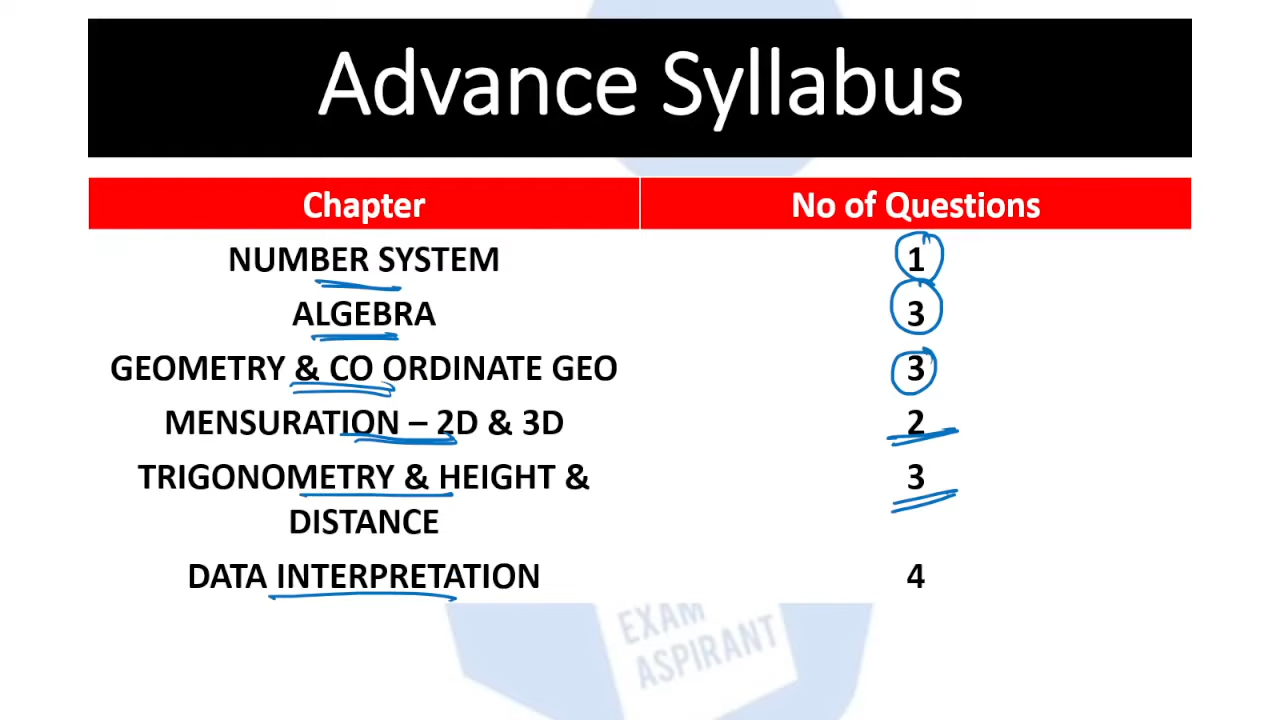 Advance Syllabus
Chapter No of Questions
NUMBER SYSTEM 1
ALGEBRA 3
GEOMETRY & CO ORDINATE GEO 3
MENSURATION – 2D & 3D 2
TRIGONOMETRY & HEIGHT & 3
DISTANCE
DATA INTERPRETATION 4
EXAM
ASPIRANT